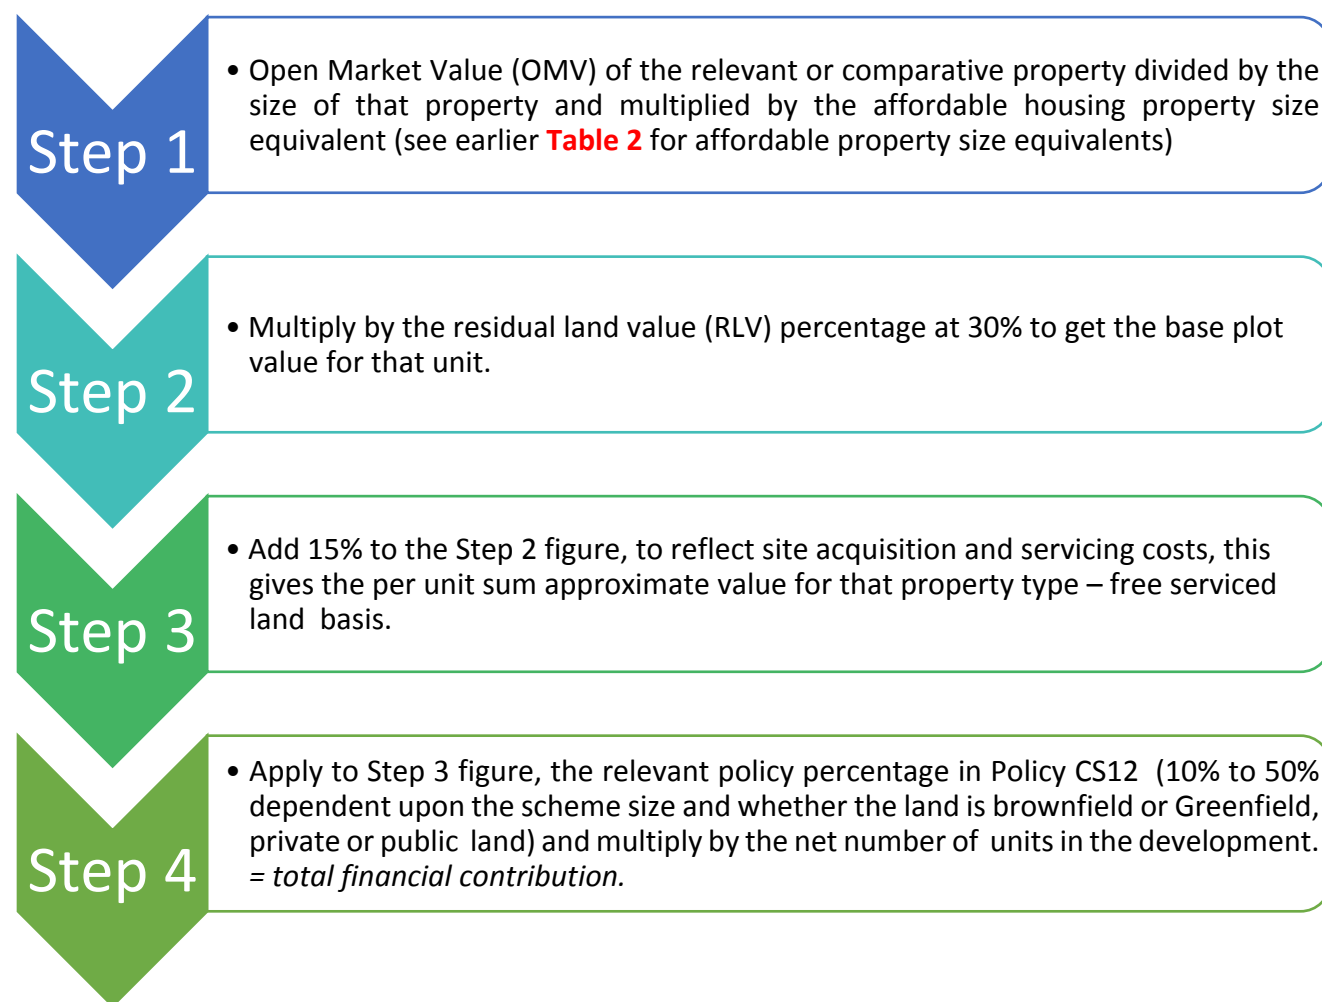 Step 1
• Open Market Value (OMV) of the relevant or comparative property divided by the
size of that property and multiplied by the affordable housing property size
equivalent (see earlier Table 2 for affordable property size equivalents)
Step 2
• Multiply by the residual land value (RLV) percentage at 30% to get the base plot
value for that unit.
Step 3
• Add 15% to the Step 2 figure, to reflect site acquisition and servicing costs, this
gives the per unit sum approximate value for that property type – free serviced
land basis.
Step 4
• Apply to Step 3 figure, the relevant policy percentage in Policy CS12 (10% to 50%
dependent upon the scheme size and whether the land is brownfield or Greenfield,
private or public land) and multiply by the net number of units in the development.
= total financial contribution.